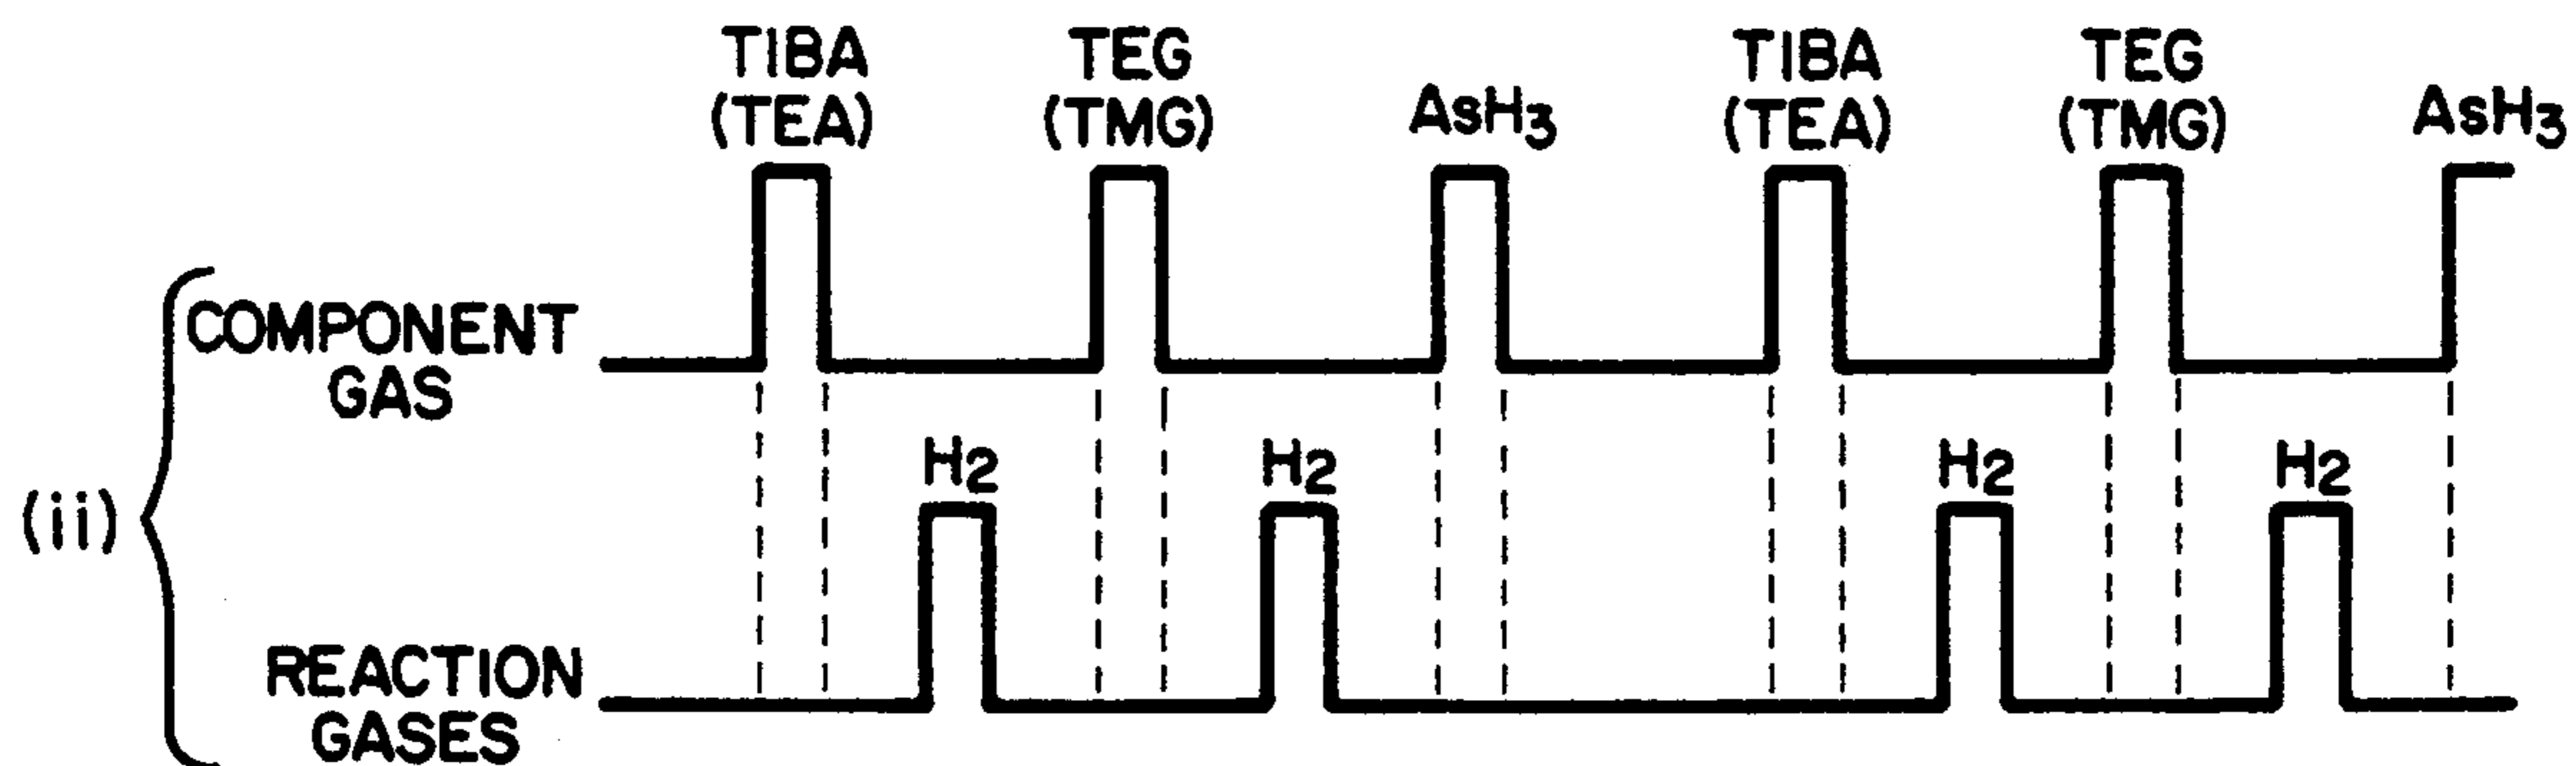 TIBA
(TEA)
TEG
(TMG)
AsH3
TIBA
(TEA)
TEG
(TMG)
AsH3
COMPONENT
GAS
H2
H2
H2
H2
(ii)
REACTION
GASES